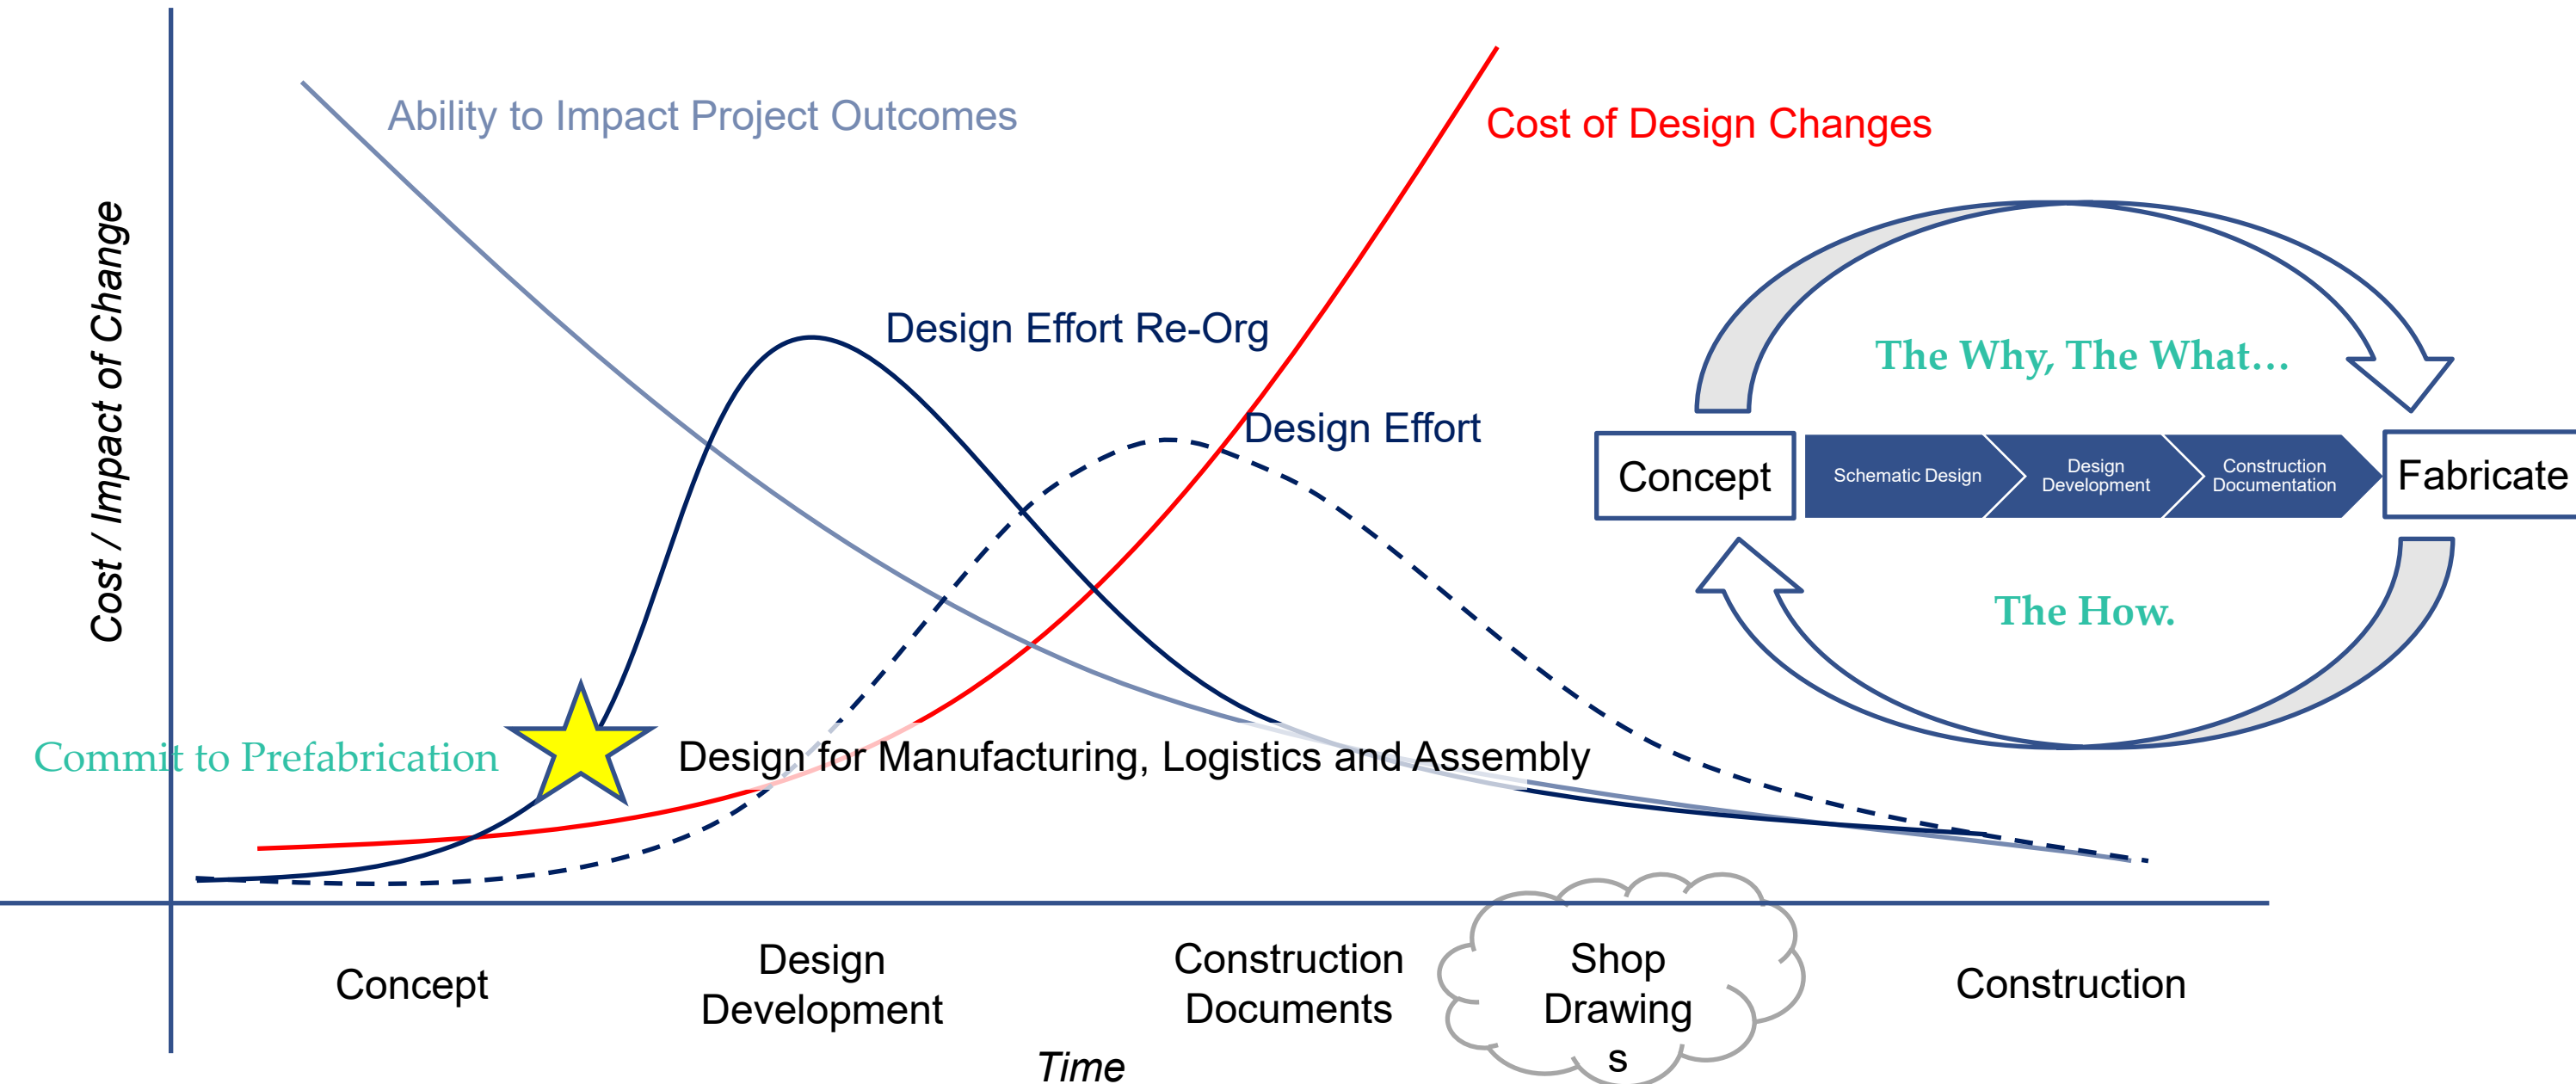 Ability to Impact Project Outcomes
Cost of Design Changes
Cost / Impact of Change
Design Effort Re-Org
Design Effort
The Why, The What…
Concept
Schematic Design
Design
Development
Construction
Documentation
Fabricate
The How.
Commit to Prefabrication
Design for Manufacturing, Logistics and Assembly
Concept
Design
Development
Construction
Documents
Shop
Drawing
s
Construction
Time